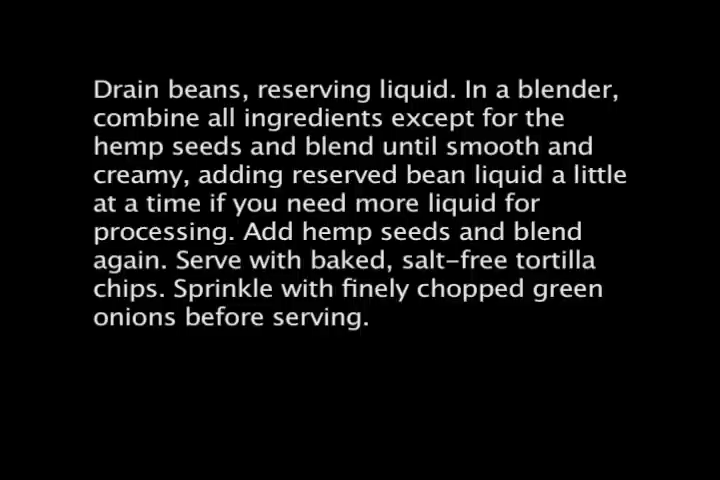 Drain beans, reserving liquid. In a blender,
combine all ingredients except for the
hemp seeds and blend until smooth and
creamy, adding reserved bean liquid a little
at a time if you need more liquid for
processing. Add hemp seeds and blend
again. Serve with baked, salt-free tortilla
chips. Sprinkle with finely chopped green
onions before serving.